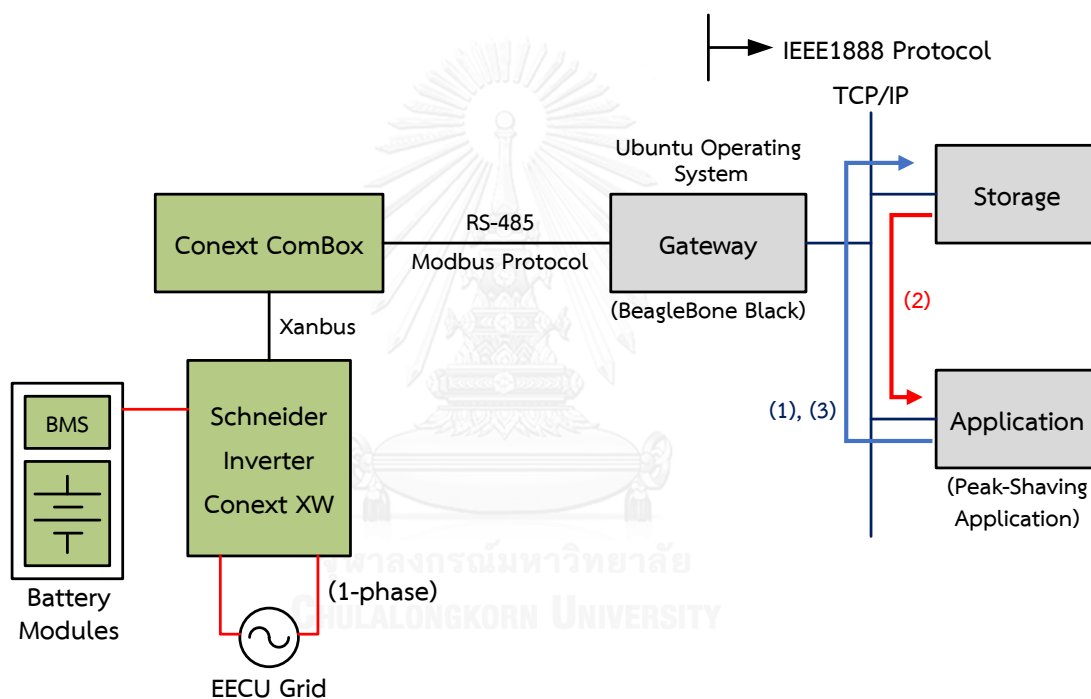 IEEE1888 Protocol
TCP/IP
Ubuntu Operating
System
Storage
Conext ComBox
RS-485
Modbus Protocol
Gateway
(BeagleBone Black)
(2)
Xanbus
BMS
Schneider
Inverter
Conext XW
(1), (3)
Application
(Peak-Shaving
Application)
Battery
Modules
(1-phase)
EECU Grid
จุฬาลงกรณ์มหาวิทยาลัย
CHULALONGKORN UNIVERSITY